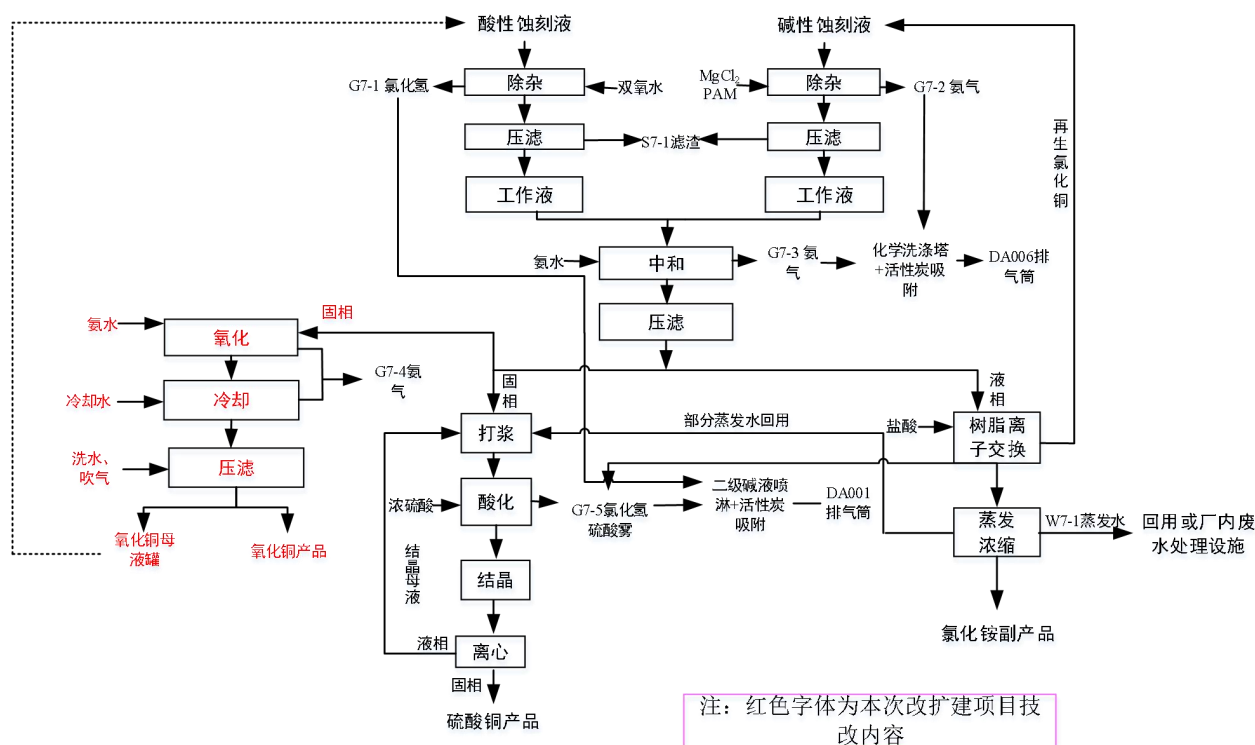 酸性蚀刻液
碱性蚀刻液
G7-1 氯化氢
除杂
双氧水
MgCl₂
PAM
除杂
G7-2 氨气
压滤
S7-1滤渣
压滤
再生氯化铜
工作液
工作液
氨水
中和
G7-3 氨
气
化学洗涤塔
+活性炭吸
附
DA006排
气筒
压滤
固相
氨水
氧化
G7-4氨
气
冷却水
冷却
固相
液相
打浆
部分蒸发水回用
盐酸
树脂离
子交换
洗水、
吹气
压滤
浓硫酸
酸化
G7-5氯化氢
硫酸雾
二级碱液喷
淋+活性炭
吸附
DA001
排气筒
蒸发
浓缩
W7-1蒸发水
回用或厂内废
水处理设施
氧化铜母
液罐
氧化铜产品
结晶母液
结晶
氯化铵副产品
液相
离心
固相
硫酸铜产品
注：红色字体为本次改扩建项目技
改内容